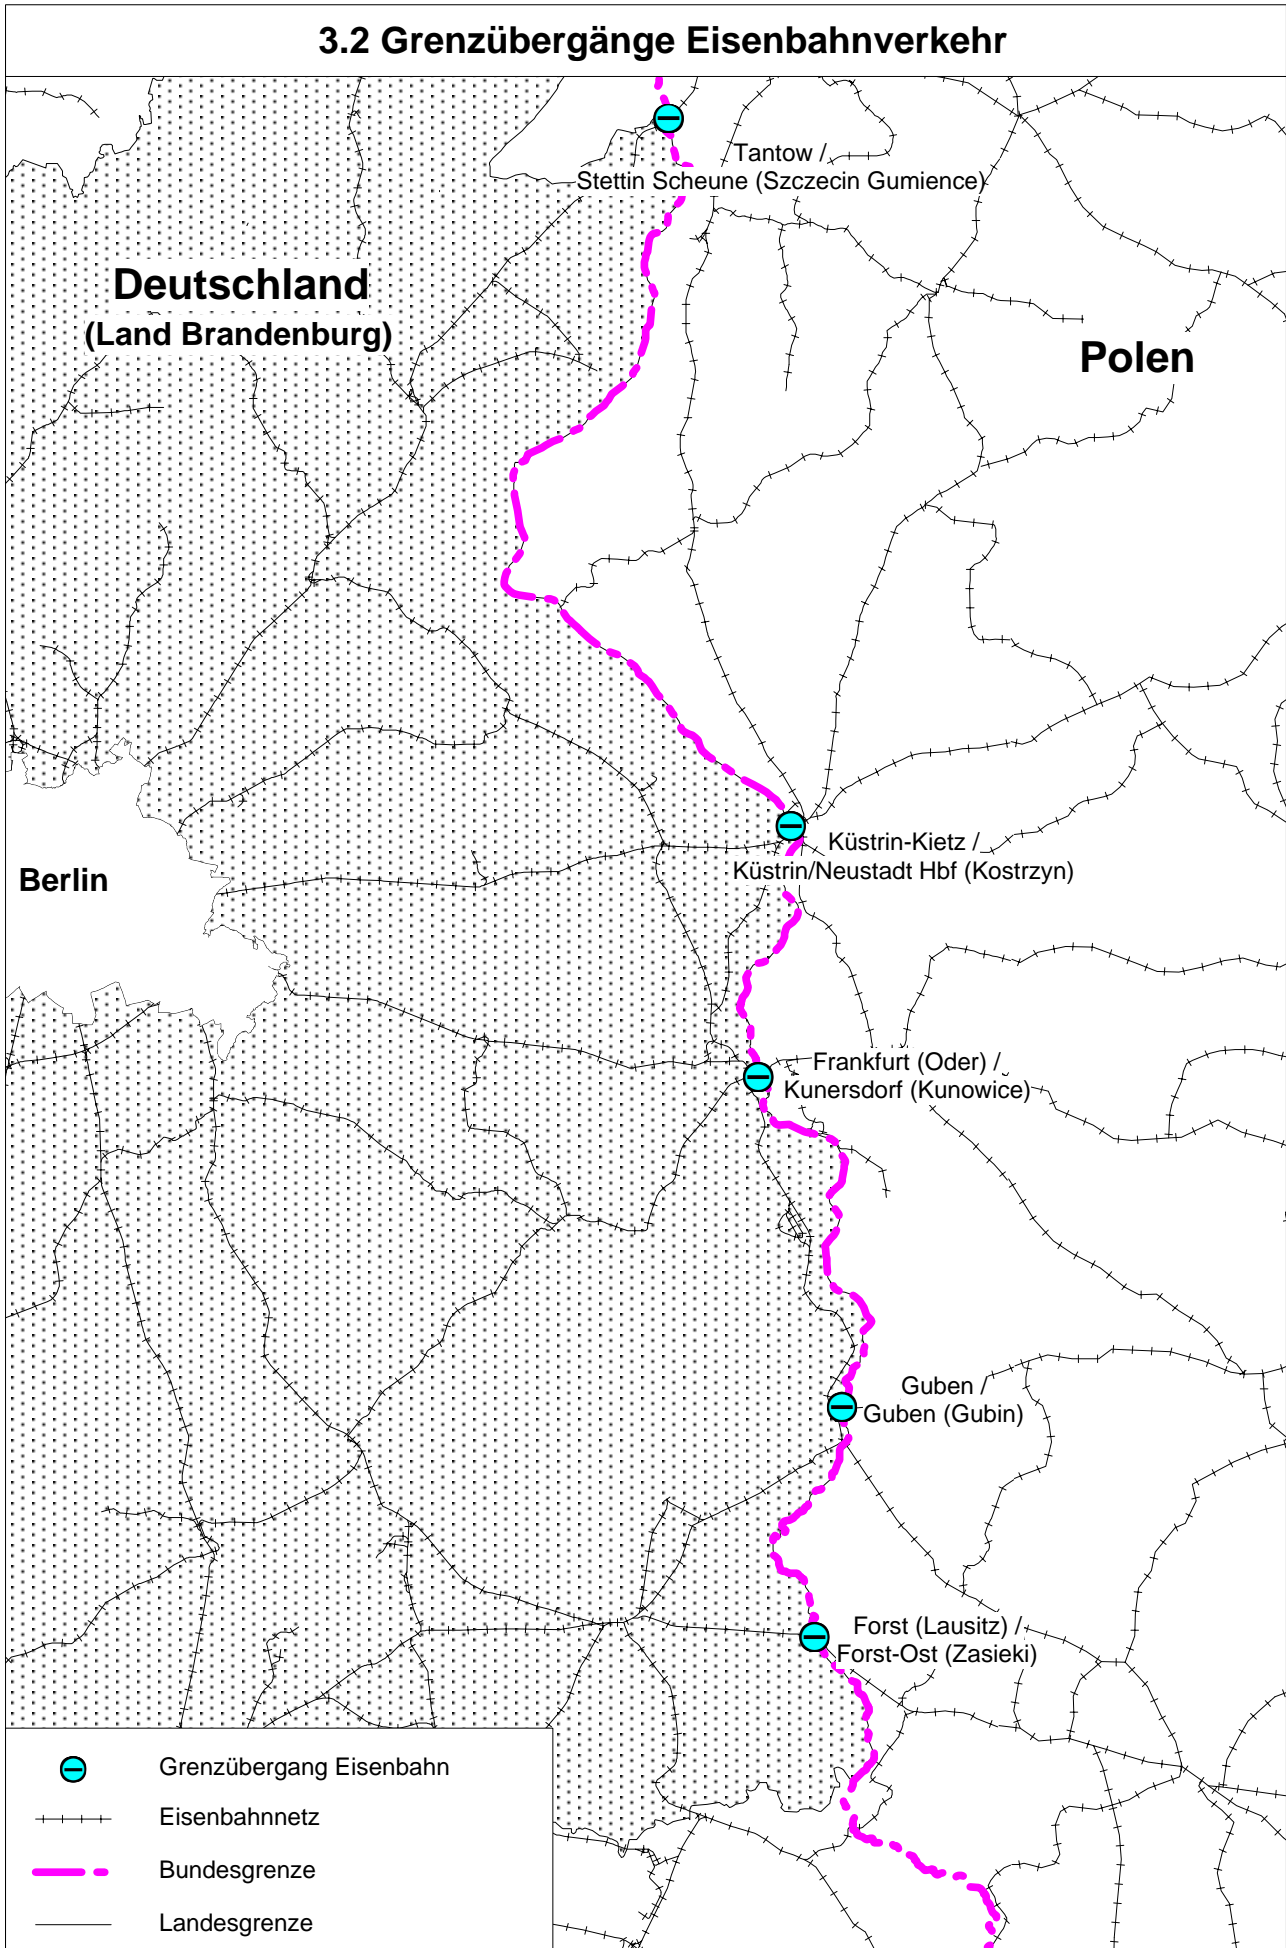 3.2 Grenzübergänge Eisenbahnverkehr
Tantow /
Stettin Scheune (Szczecin Gumience)
Deutschland
(Land Brandenburg)
Polen
Küstrin-Kietz /
Küstrin/Neustadt Hbf (Kostrzyn)
Berlin
Frankfurt (Oder) /
Kunersdorf (Kunowice)
Guben /
Guben (Gubin)
Forst (Lausitz) /
Forst-Ost (Zasieki)
Grenzübergang Eisenbahn
Eisenbahnnetz
Bundesgrenze
Landesgrenze